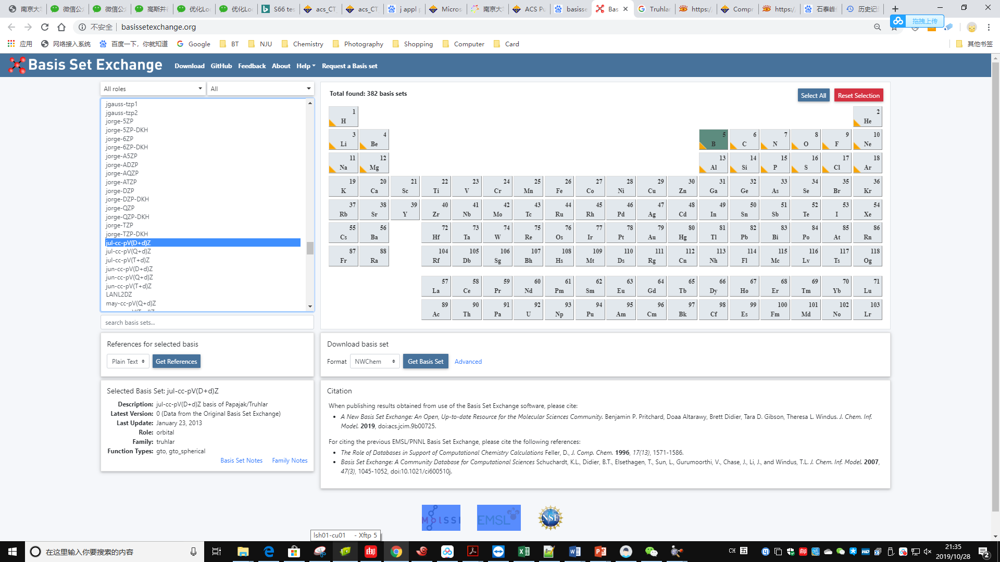 南京大学
微信公众
微信公众
高斯并行
优化Loc
优化Loc
S66 tes
acs_CT_
acs_CT_
j appl p
Micros
南京大学
ACS Pu
basisse
Bas
Truhlar
https:/
Compr
https:/
石泰峰
历史记录
不安全
basissetexchange.org
拖拽上传
应用
网络接入系统
百度一下，你就知道
Google
BT
NJU
Chemistry
Photography
Shopping
Computer
Card
其他书签
Basis Set Exchange
Download GitHub Feedback About Help Request a Basis set
All roles
All
jgauss-tzp1
jgauss-tzp2
jorge-5ZP
jorge-5ZP-DKH
jorge-6ZP
jorge-6ZP-DKH
jorge-A5ZP
jorge-ADZP
jorge-AQZP
jorge-ATZP
jorge-DZP
jorge-DZP-DKH
jorge-QZP
jorge-QZP-DKH
jorge-TZP
jorge-TZP-DKH
jul-cc-pV(D+d)Z
jul-cc-pV(Q+d)Z
jul-cc-pV(T+d)Z
jun-cc-pV(D+d)Z
jun-cc-pV(Q+d)Z
jun-cc-pV(T+d)Z
LANL2DZ
may-cc-pV(Q+d)Z
search basis sets...
Total found: 382 basis sets
Select All
Reset Selection
1 2
H He
3 4 5 6 7 8 9 10
Li Be B C N O F Ne
11 12 13 14 15 16 17 18
Na Mg Al Si P S Cl Ar
19 20 21 22 23 24 25 26 27 28 29 30 31 32 33 34 35 36
K Ca Sc Ti V Cr Mn Fe Co Ni Cu Zn Ga Ge As Se Br Kr
37 38 39 40 41 42 43 44 45 46 47 48 49 50 51 52 53 54
Rb Sr Y Zr Nb Mo Tc Ru Rh Pd Ag Cd In Sn Sb Te I Xe
55 56 72 73 74 75 76 77 78 79 80 81 82 83 84 85 86
Cs Ba Hf Ta W Re Os Ir Pt Au Hg Tl Pb Bi Po At Rn
87 88 104 105 106 107 108 109 110 111 112 113 114 115 116 117 118
Fr Ra Rf Db Sg Bh Hs Mt Ds Rg Cn Nh Fl Mc Lv Ts Og
57 58 59 60 61 62 63 64 65 66 67 68 69 70 71
La Ce Pr Nd Pm Sm Eu Gd Tb Dy Ho Er Tm Yb Lu
89 90 91 92 93 94 95 96 97 98 99 100 101 102 103
Ac Th Pa U Np Pu Am Cm Bk Cf Es Fm Md No Lr
References for selected basis
Plain Text
Get References
Download basis set
Format
NWChem
Get Basis Set
Advanced
Selected Basis Set: jul-cc-pV(D+d)Z
Description: jul-cc-pV(D+d)Z basis of Papajak/Truhlar
Latest Version: 0 (Data from the Original Basis Set Exchange)
Last Update: January 23, 2013
Role: orbital
Family: truhlar
Function Types: gto, gto_spherical
Basis Set Notes Family Notes
Citation
When publishing results obtained from use of the Basis Set Exchange software, please cite:
• A New Basis Set Exchange: An Open, Up-to-date Resource for the Molecular Sciences Community. Benjamin P. Pritchard, Doaa Altarawy, Brett Didier, Tara D. Gibson, Theresa L. Windus. J. Chem. Inf.
Model. 2019, doi:acs.jcim.9b00725.
For citing the previous EMSL/PNNL Basis Set Exchange, please cite the following references:
• The Role of Databases in Support of Computational Chemistry Calculations Feller, D., J. Comp. Chem. 1996, 17(13), 1571-1586.
• Basis Set Exchange: A Community Database for Computational Sciences Schuchardt, K.L., Didier, B.T., Elsethagen, T., Sun, L., Gurumoorthi, V., Chase, J., Li, J., and Windus, T.L. J. Chem. Inf. Model. 2007,
47(3), 1045-1052, doi:10.1021/ci600510j.
MolSSI
EMSL
NSF
lsh01-cu01 - Xftp 5
在这里输入你要搜索的内容
CH
五
21:35
2019/10/28
2